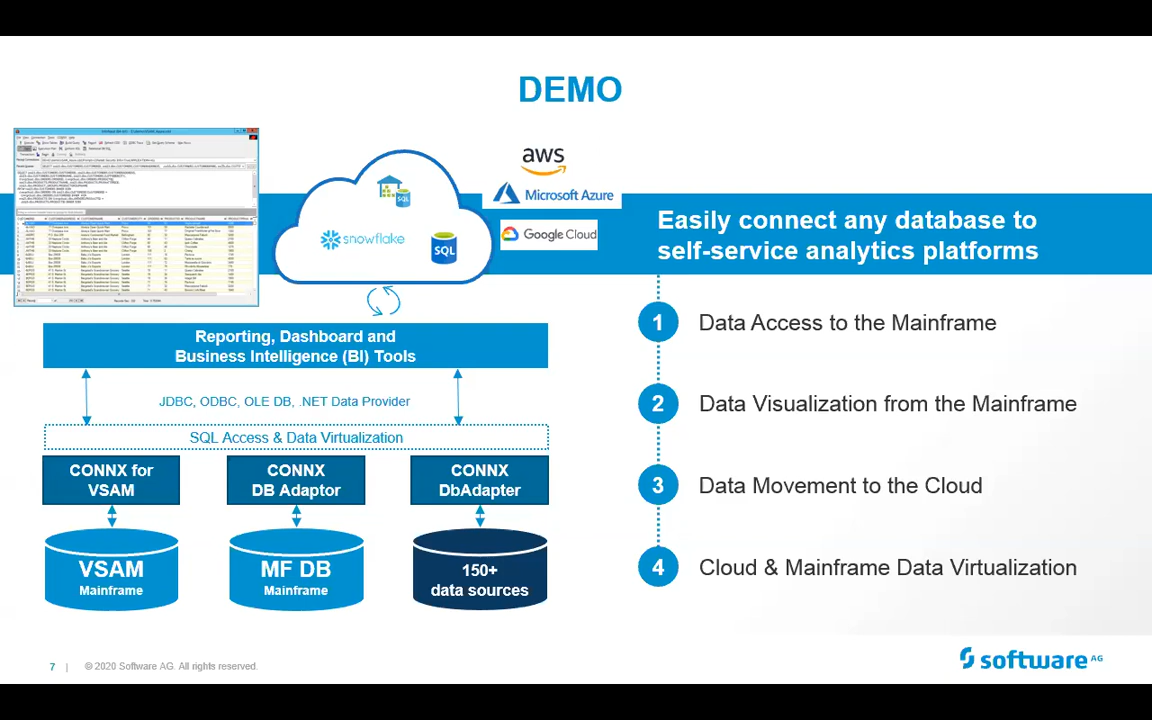 DEMO
aws
Microsoft Azure
Google Cloud
snowflake
SQL
SQL
Easily connect any database to
self-service analytics platforms
Reporting, Dashboard and
Business Intelligence (BI) Tools
JDBC, ODBC, OLE DB, .NET Data Provider
SQL Access & Data Virtualization
CONNX for
VSAM
CONNX
DB Adaptor
CONNX
DbAdapter
VSAM
Mainframe
MF DB
Mainframe
150+
data sources
1 Data Access to the Mainframe
2 Data Visualization from the Mainframe
3 Data Movement to the Cloud
4 Cloud & Mainframe Data Virtualization
7 | © 2020 Software AG. All rights reserved.
software AG